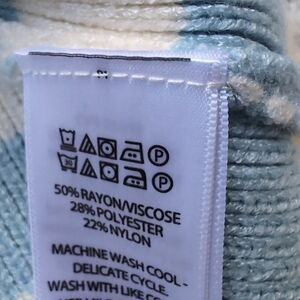 50% RAYON/VISCOSE
28% POLYESTER
22% NYLON
MACHINE WASH COOL -
DELICATE CYCLE.
WASH WITH LIKE